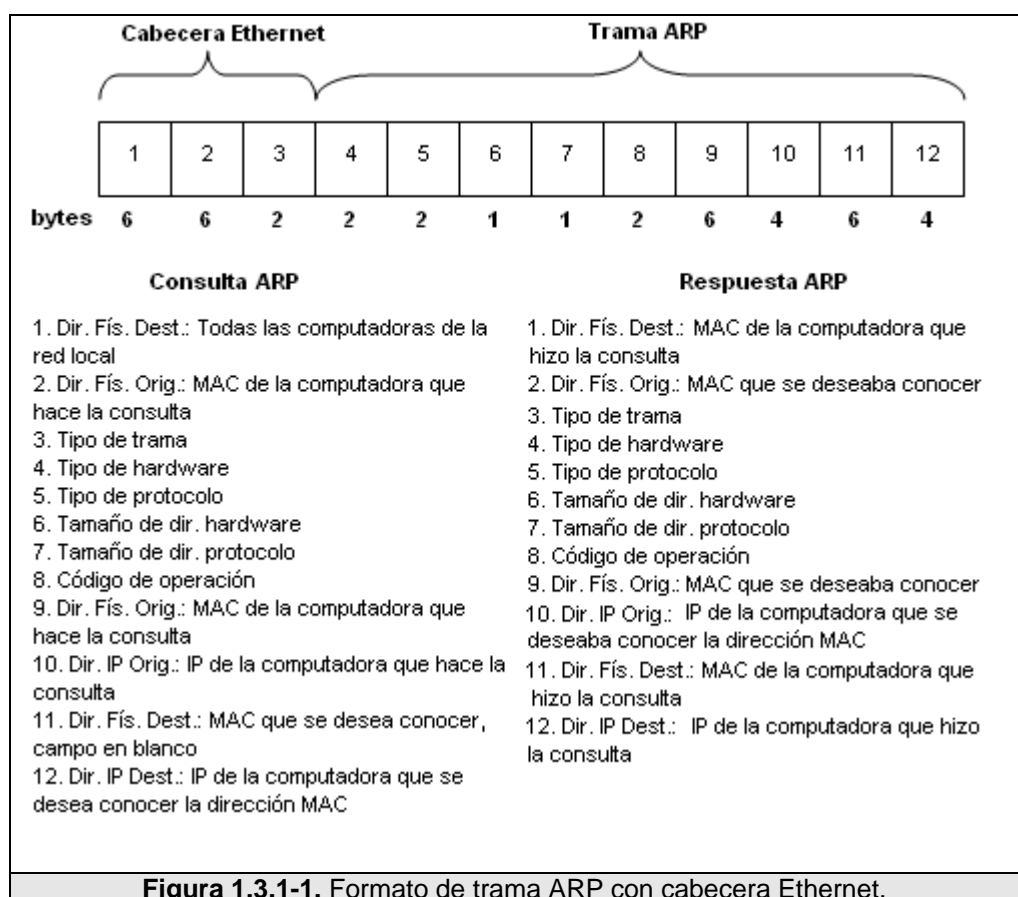 Cabecera Ethernet
Trama ARP
1 2 3 4 5 6 7 8 9 10 11 12
bytes 6 6 2 2 2 1 1 2 6 4 6 4
Consulta ARP
1. Dir. Fís. Dest.: Todas las computadoras de la
red local
2. Dir. Fís. Orig.: MAC de la computadora que
hace la consulta
3. Tipo de trama
4. Tipo de hardware
5. Tipo de protocolo
6. Tamaño de dir. hardware
7. Tamaño de dir. protocolo
8. Código de operación
9. Dir. Fís. Orig.: MAC de la computadora que
hace la consulta
10. Dir. IP Orig.: IP de la computadora que hace la
consulta
11. Dir. Fís. Dest.: MAC que se desea conocer,
campo en blanco
12. Dir. IP Dest.: IP de la computadora que se
desea conocer la dirección MAC
Respuesta ARP
1. Dir. Fís. Dest.: MAC de la computadora que
hizo la consulta
2. Dir. Fís. Orig.: MAC que se deseaba conocer
3. Tipo de trama
4. Tipo de hardware
5. Tipo de protocolo
6. Tamaño de dir. hardware
7. Tamaño de dir. protocolo
8. Código de operación
9. Dir. Fís. Orig.: MAC que se deseaba conocer
10. Dir. IP Orig.: IP de la computadora que se
deseaba conocer la dirección MAC
11. Dir. Fís. Dest.: MAC de la computadora que
hizo la consulta
12. Dir. IP Dest.: IP de la computadora que hizo
la consulta
Figura 1.3.1-1. Formato de trama ARP con cabecera Ethernet.